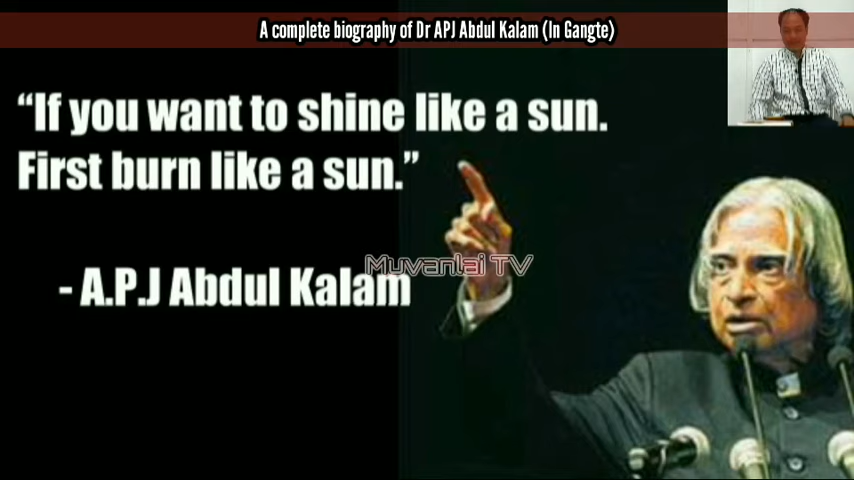 A complete biography of Dr APJ Abdul Kalam (In Gangte)
“If you want to shine like a sun.
First burn like a sun.”
- A.P.J Abdul Kalam
Muvanlai TV